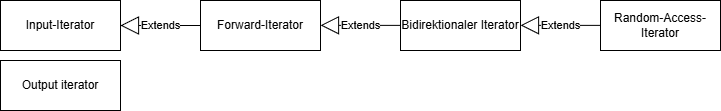 Input-Iterator
Extends
Forward-Iterator
Extends
Bidirektionaler Iterator
Extends
Random-Access-
Iterator
Output iterator